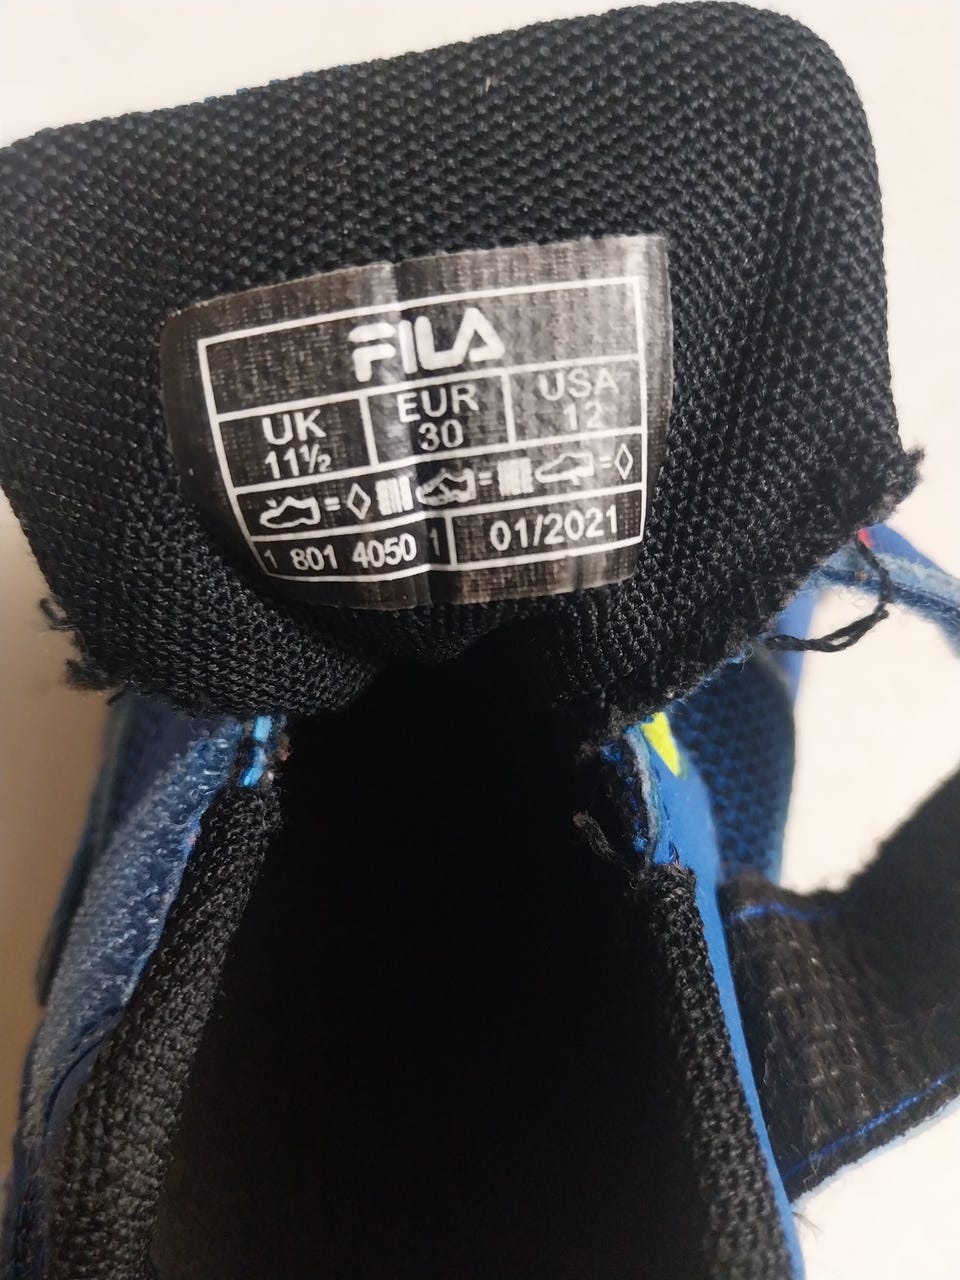 FILA
UK EUR USA
11½ 30 12
1 801 4050 1 01/2021